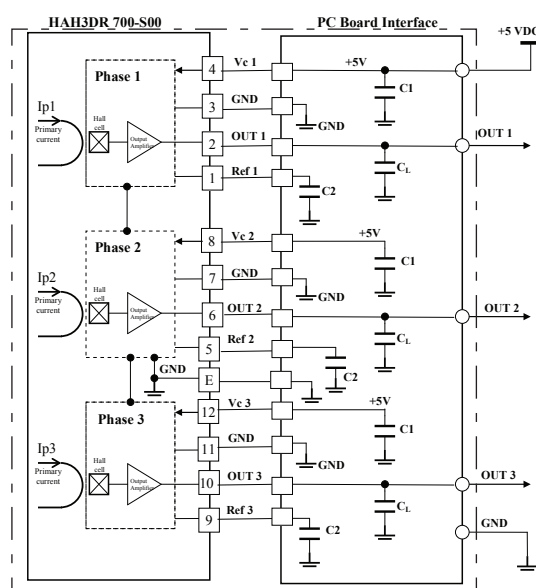 HAH3DR 700-S00
PC Board Interface
+5 VDC
Phase 1
4
Vc 1
+5V
C1
Ip1
Primary current
Hall cell
Output Amplifier
3
GND
GND
2
OUT 1
OUT 1
CL
1
Ref 1
C2
Phase 2
8
Vc 2
+5V
C1
Ip2
Primary current
Hall cell
Output Amplifier
7
GND
GND
6
OUT 2
OUT 2
CL
5
Ref 2
C2
GND
E
Phase 3
12
Vc 3
+5V
C1
Ip3
Primary current
Hall cell
Output Amplifier
11
GND
GND
10
OUT 3
OUT 3
CL
9
Ref 3
C2
GND